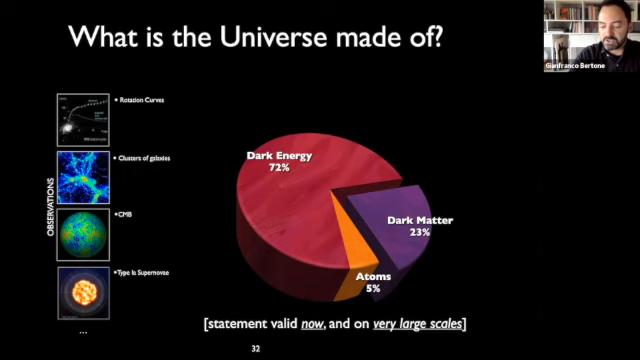 What is the Universe made of?
Gianfranco Bertone
• Rotation Curves
• Clusters of galaxies
•CMB
•Type Ia Supernovae
...
OBSERVATIONS
Dark Energy
72%
Dark Matter
23%
Atoms
5%
[statement valid now, and on very large scales]
32